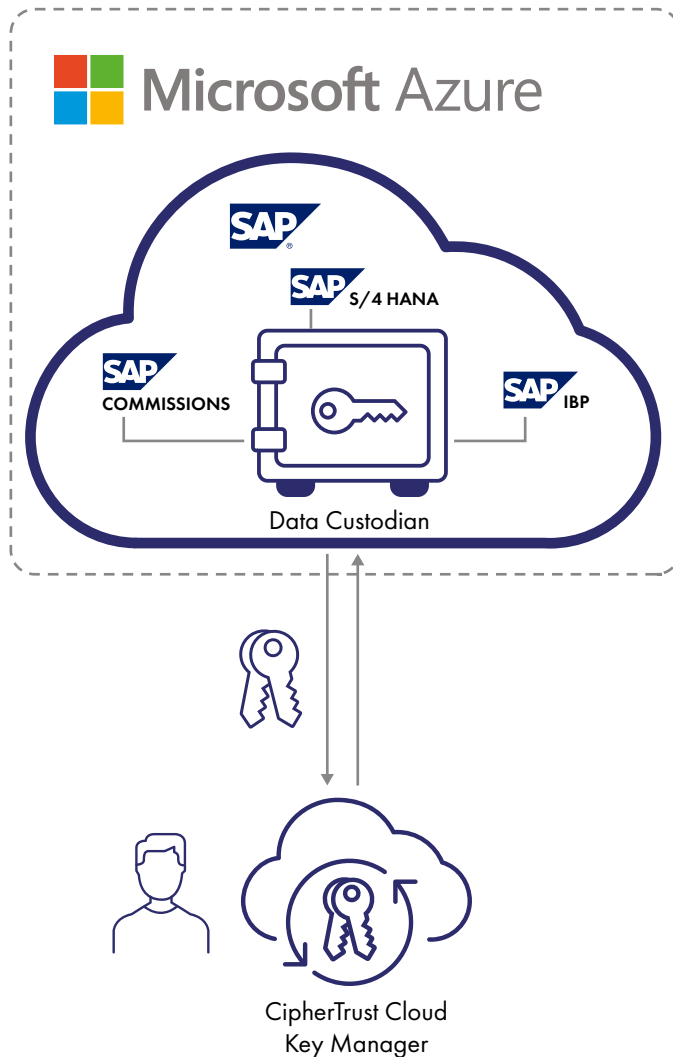 Microsoft Azure
SAP®
SAP S/4 HANA
SAP
COMMISSIONS
SAP IBP
Data Custodian
CipherTrust Cloud
Key Manager